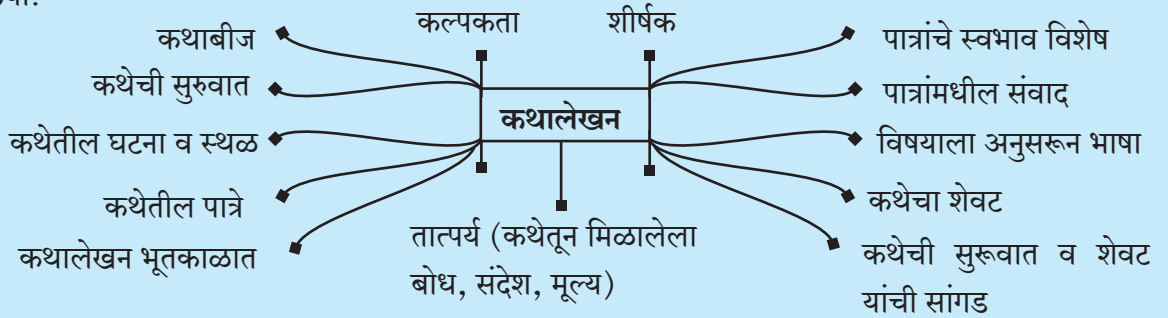 कल्पकता
शीर्षक
कथाबीज
कथेची सुरुवात
कथेतील घटना व स्थळ
कथेतील पात्रे
कथालेखन भूतकाळात
कथालेखन
तात्पर्य (कथेतून मिळालेला
बोध, संदेश, मूल्य)
पात्रांचे स्वभाव विशेष
पात्रांमधील संवाद
विषयाला अनुसरून भाषा
कथेचा शेवट
कथेची सुरूवात व शेवट
यांची सांगड